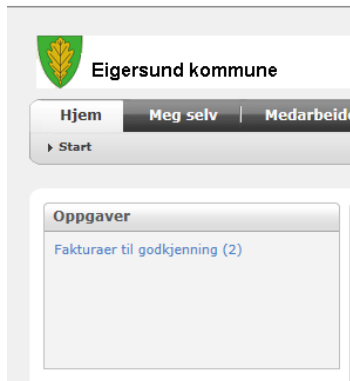 Eigersund kommune
Hjem Meg selv
Start
Oppgaver
Fakturaer til godkjenning (2)